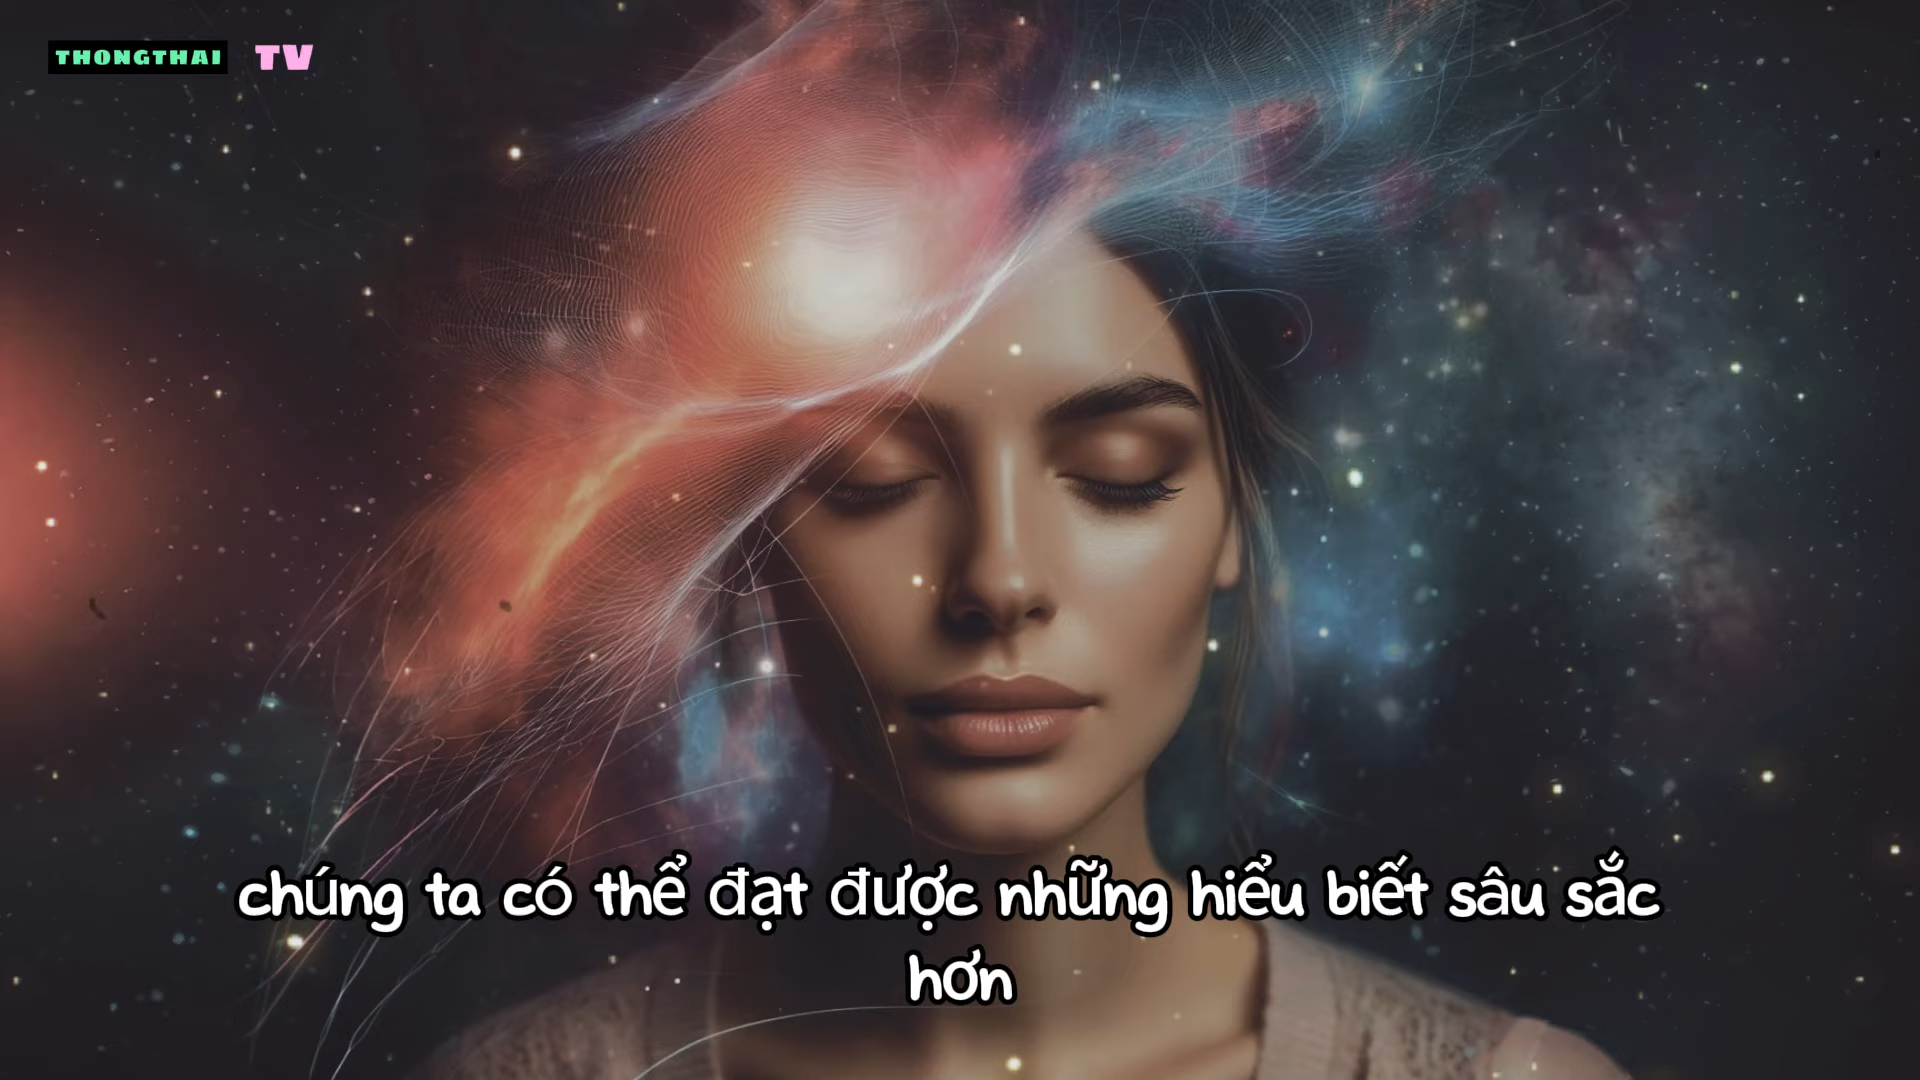 THONGTHAI TV
chúng ta có thể đạt được những hiểu biết sâu sắc
hơn